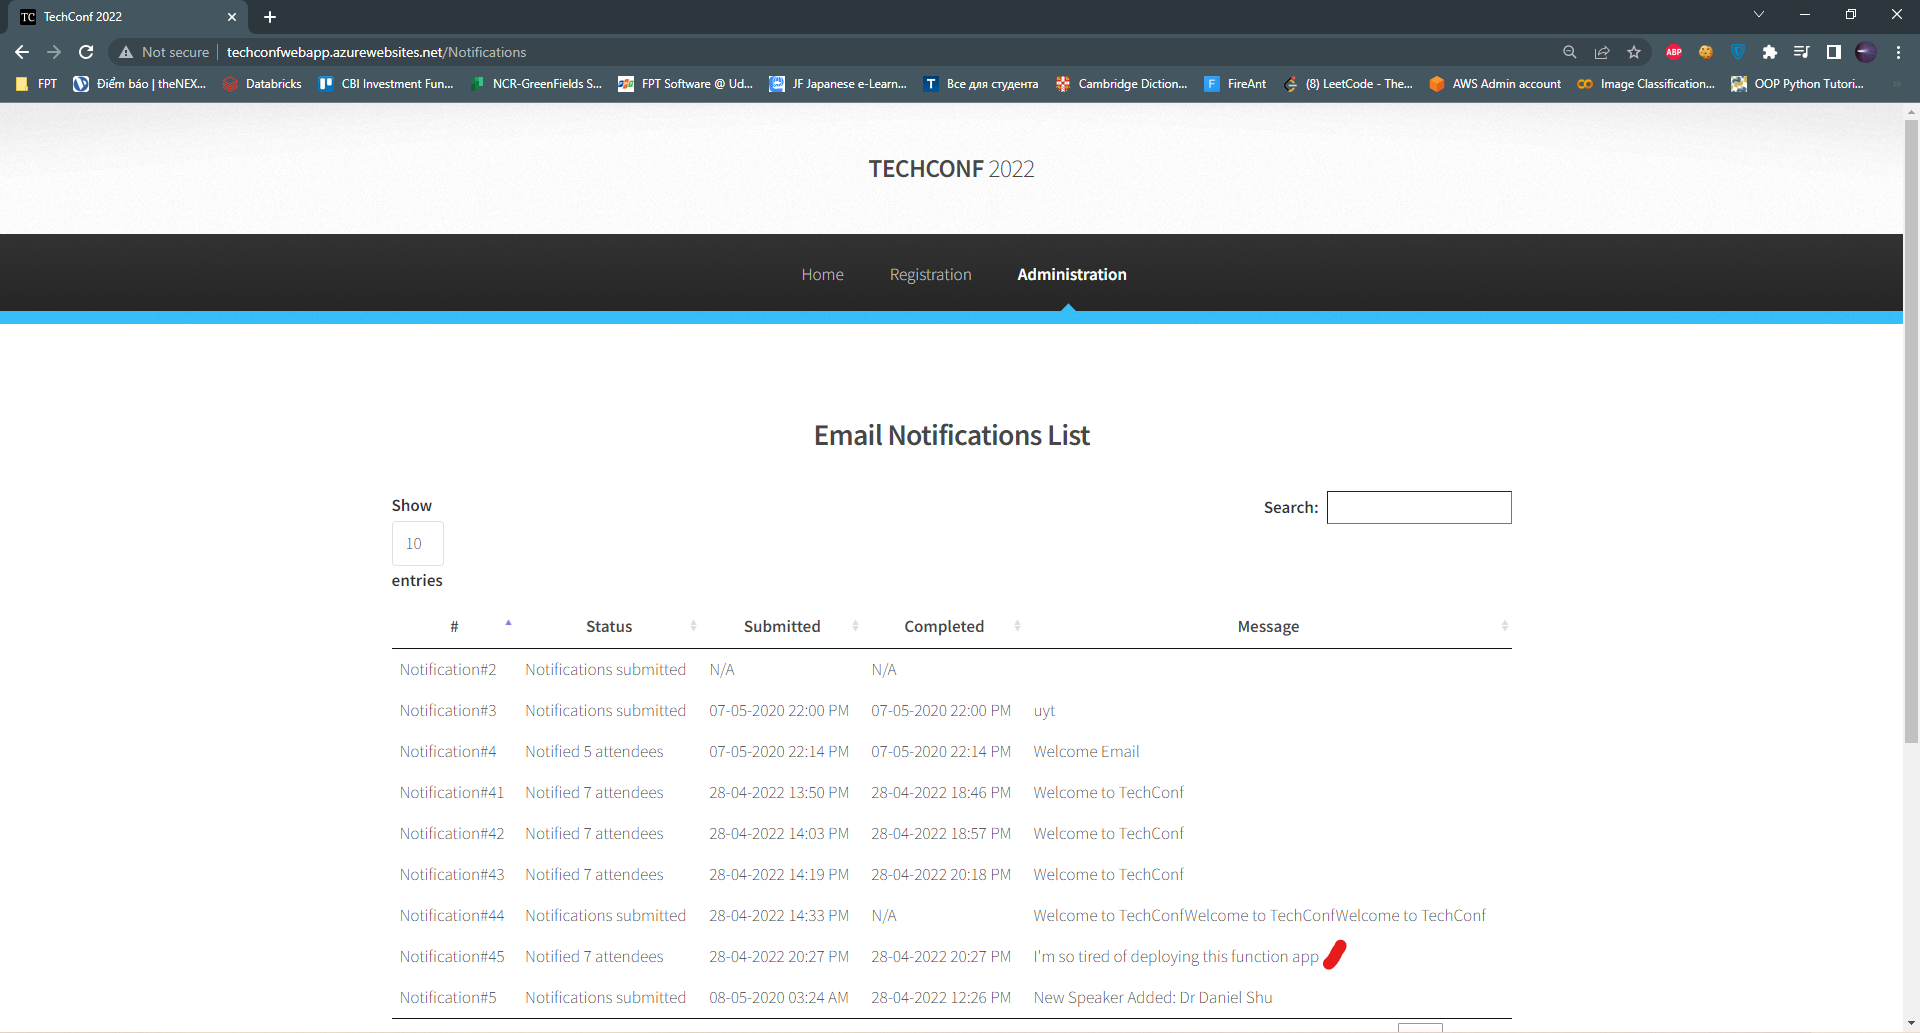 TC TechConf 2022
Not secure techconfwebapp.azurewebsites.net/Notifications ABP
FPT Điểm báo | theNEX... Databricks CBI Investment Fun... NCR-GreenFields S... FPT Software @ Ud... JF Japanese e-Learn... T Все для студента Cambridge Diction... F FireAnt (8) LeetCode - The... AWS Admin account Image Classification... OOP Python Tutori...
TECHCONF 2022
Home Registration Administration
Email Notifications List
Show
Search:
10
entries
# Status Submitted Completed Message
Notification#2 Notifications submitted N/A N/A
Notification#3 Notifications submitted 07-05-2020 22:00 PM 07-05-2020 22:00 PM uyt
Notification#4 Notified 5 attendees 07-05-2020 22:14 PM 07-05-2020 22:14 PM Welcome Email
Notification#41 Notified 7 attendees 28-04-2022 13:50 PM 28-04-2022 18:46 PM Welcome to TechConf
Notification#42 Notified 7 attendees 28-04-2022 14:03 PM 28-04-2022 18:57 PM Welcome to TechConf
Notification#43 Notified 7 attendees 28-04-2022 14:19 PM 28-04-2022 20:18 PM Welcome to TechConf
Notification#44 Notifications submitted 28-04-2022 14:33 PM N/A Welcome to TechConfWelcome to TechConfWelcome to TechConf
Notification#45 Notified 7 attendees 28-04-2022 20:27 PM 28-04-2022 20:27 PM I'm so tired of deploying this function app
Notification#5 Notifications submitted 08-05-2020 03:24 AM 28-04-2022 12:26 PM New Speaker Added: Dr Daniel Shu